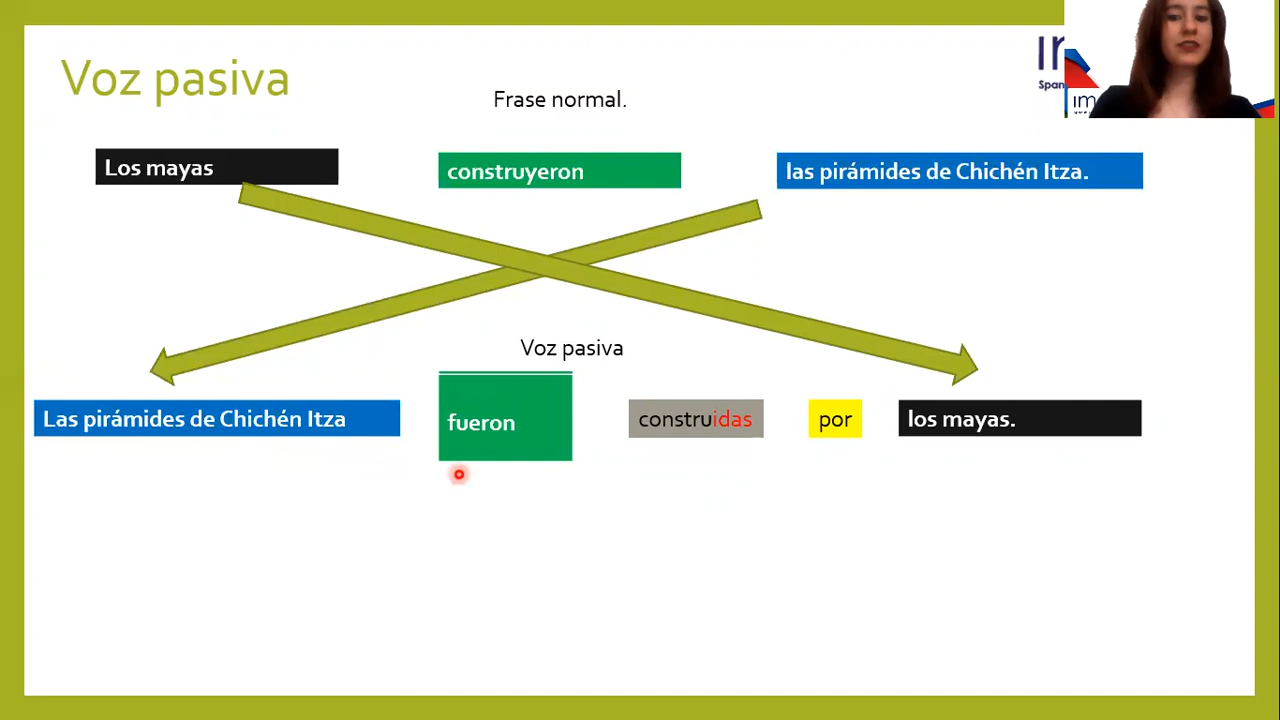 Voz pasiva
Frase normal.
Los mayas construyeron las pirámides de Chichén Itza.
Voz pasiva
Las pirámides de Chichén Itza fueron construidas por los mayas.